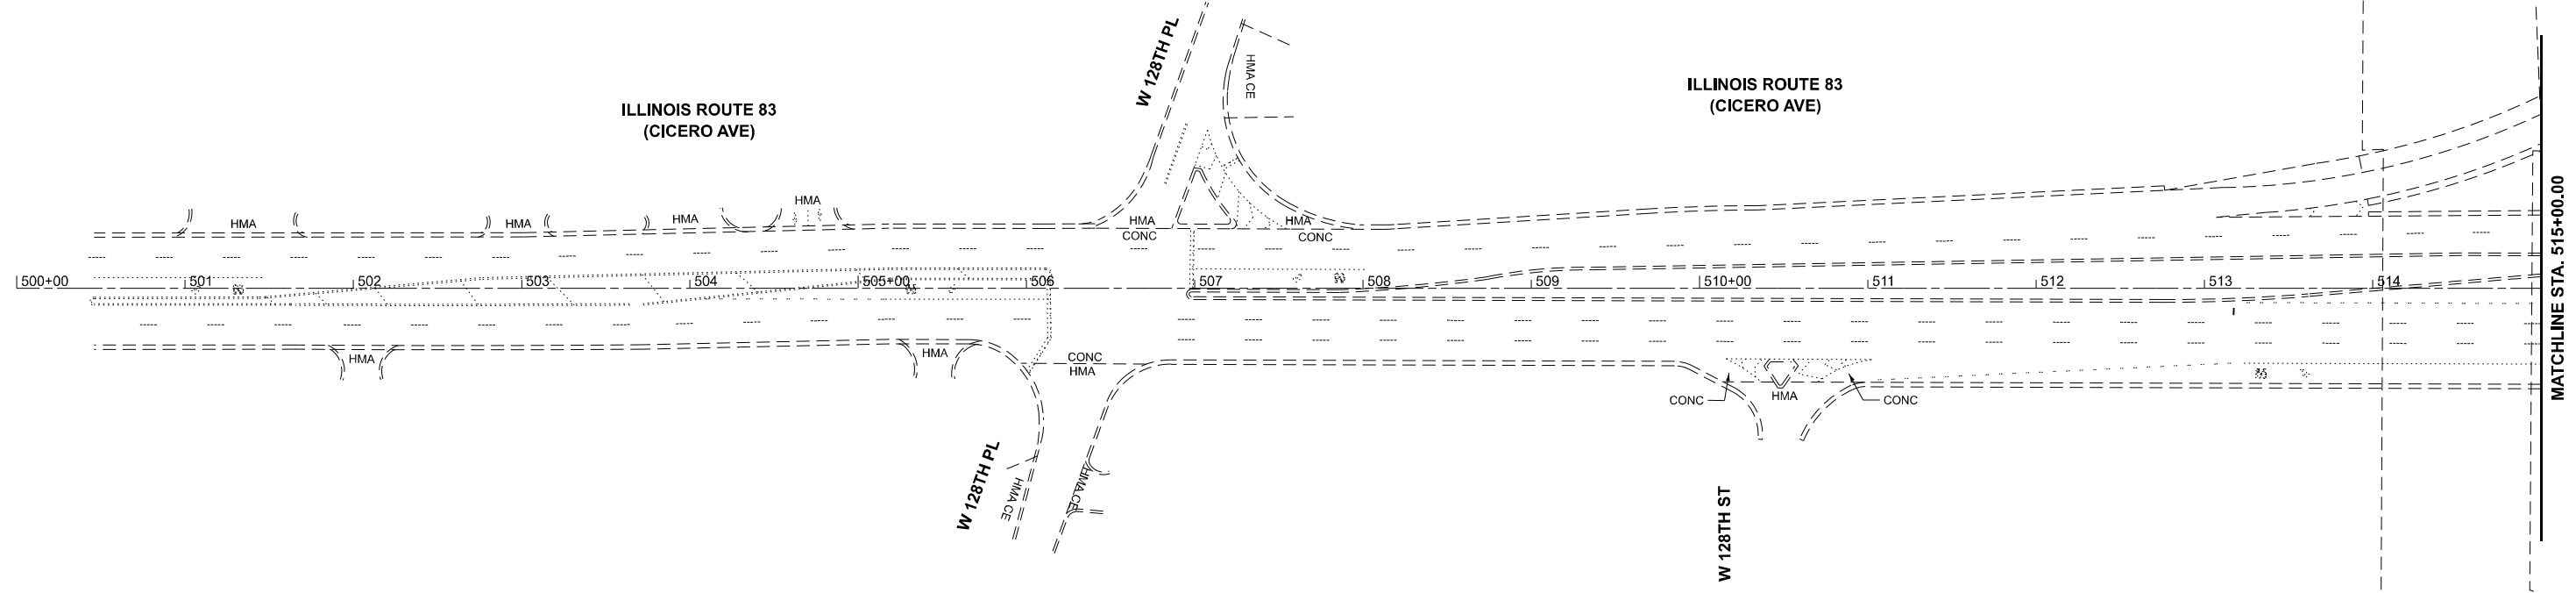 W 128TH PL
HMA CE
ILLINOIS ROUTE 83
(CICERO AVE)
ILLINOIS ROUTE 83
(CICERO AVE)
HMA
HMA
HMA
HMA
HMA
CONC
HMA
CONC
500+00
501
502
503
504
505+00
506
507
508
509
510+00
511
512
513
514
MATCHLINE STA. 515+00.00
HMA
HMA
CONC
HMA
CONC
HMA
CONC
W 128TH PL
HMA CE
HMA CE
W 128TH ST